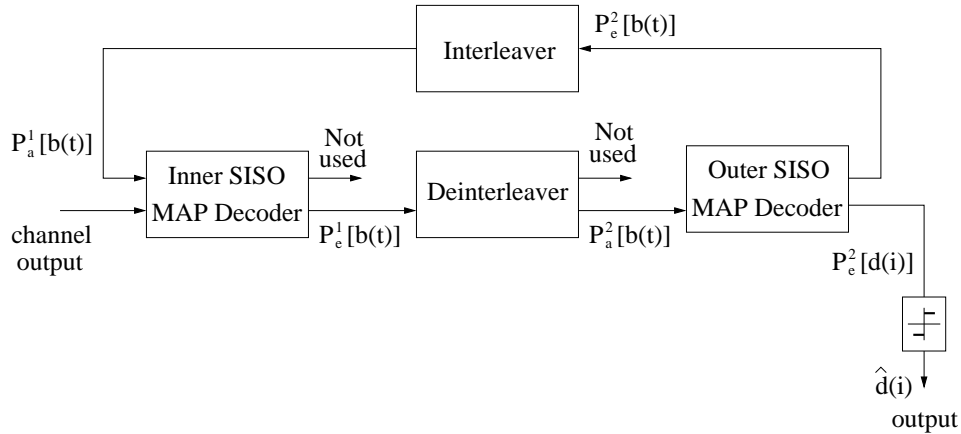 P_e^2[b(t)]
Interleaver
P_a^1[b(t)]
Not
used
Not
used
Inner SISO
MAP Decoder
Deinterleaver
Outer SISO
MAP Decoder
channel
output
P_e^1[b(t)]
P_a^2[b(t)]
P_e^2[d(i)]
d̂(i)
output